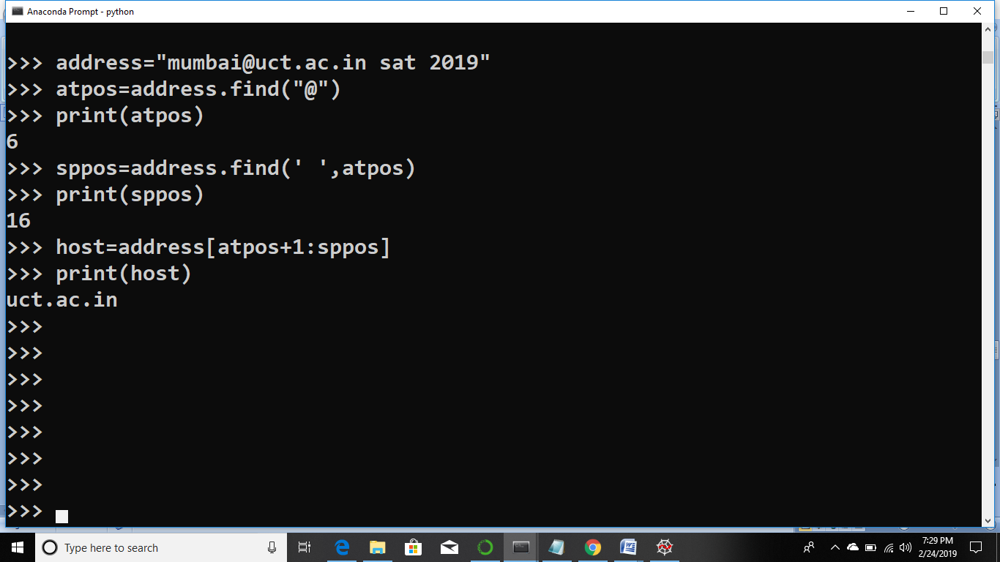 Anaconda Prompt - python
>>> address="mumbai@uct.ac.in sat 2019"
>>> atpos=address.find("@")
>>> print(atpos)
6
>>> sppos=address.find(' ',atpos)
>>> print(sppos)
16
>>> host=address[atpos+1:sppos]
>>> print(host)
uct.ac.in
>>>
>>>
>>>
>>>
>>>
>>>
>>>
>>>
Type here to search
7:29 PM
2/24/2019